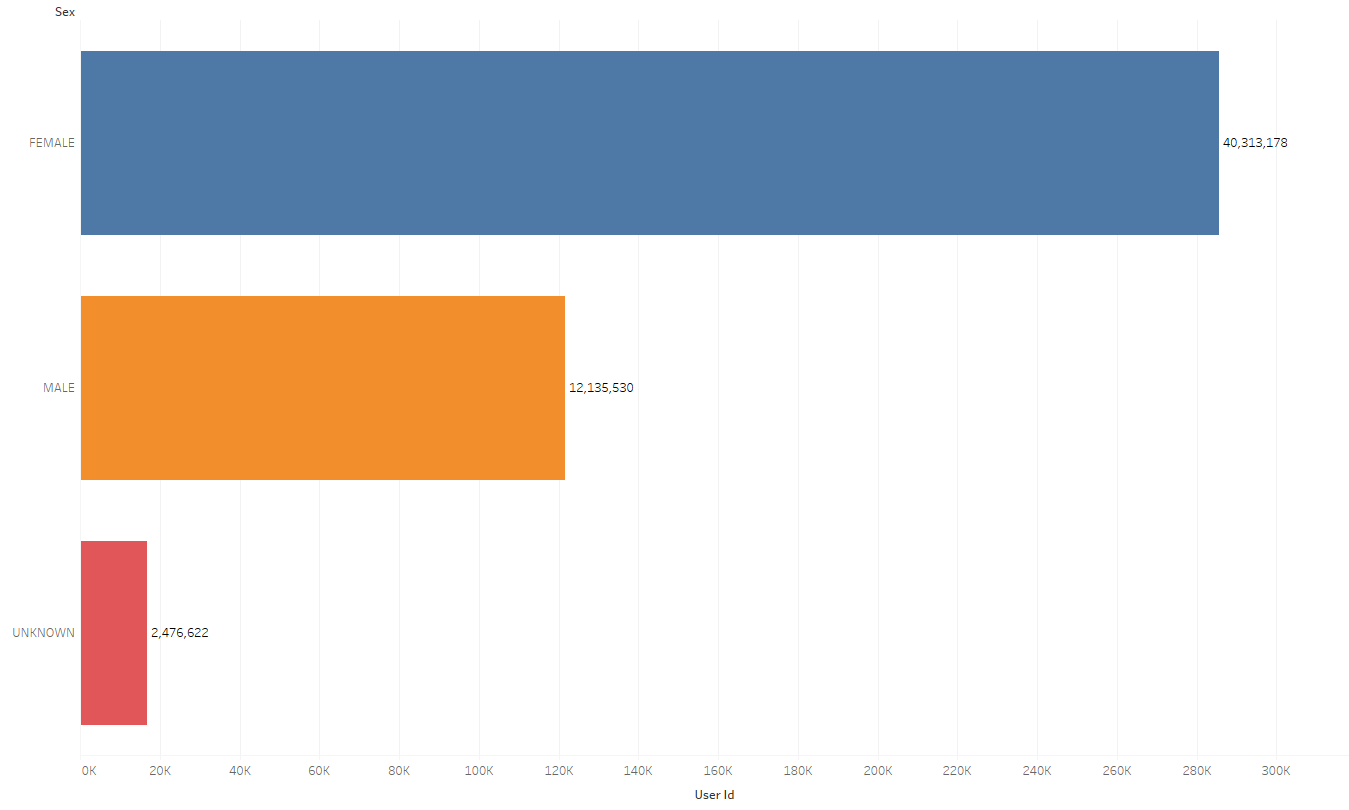 Sex
FEMALE
40,313,178
MALE
12,135,530
UNKNOWN
2,476,622
0K 20K 40K 60K 80K 100K 120K 140K 160K 180K 200K 220K 240K 260K 280K 300K
User Id